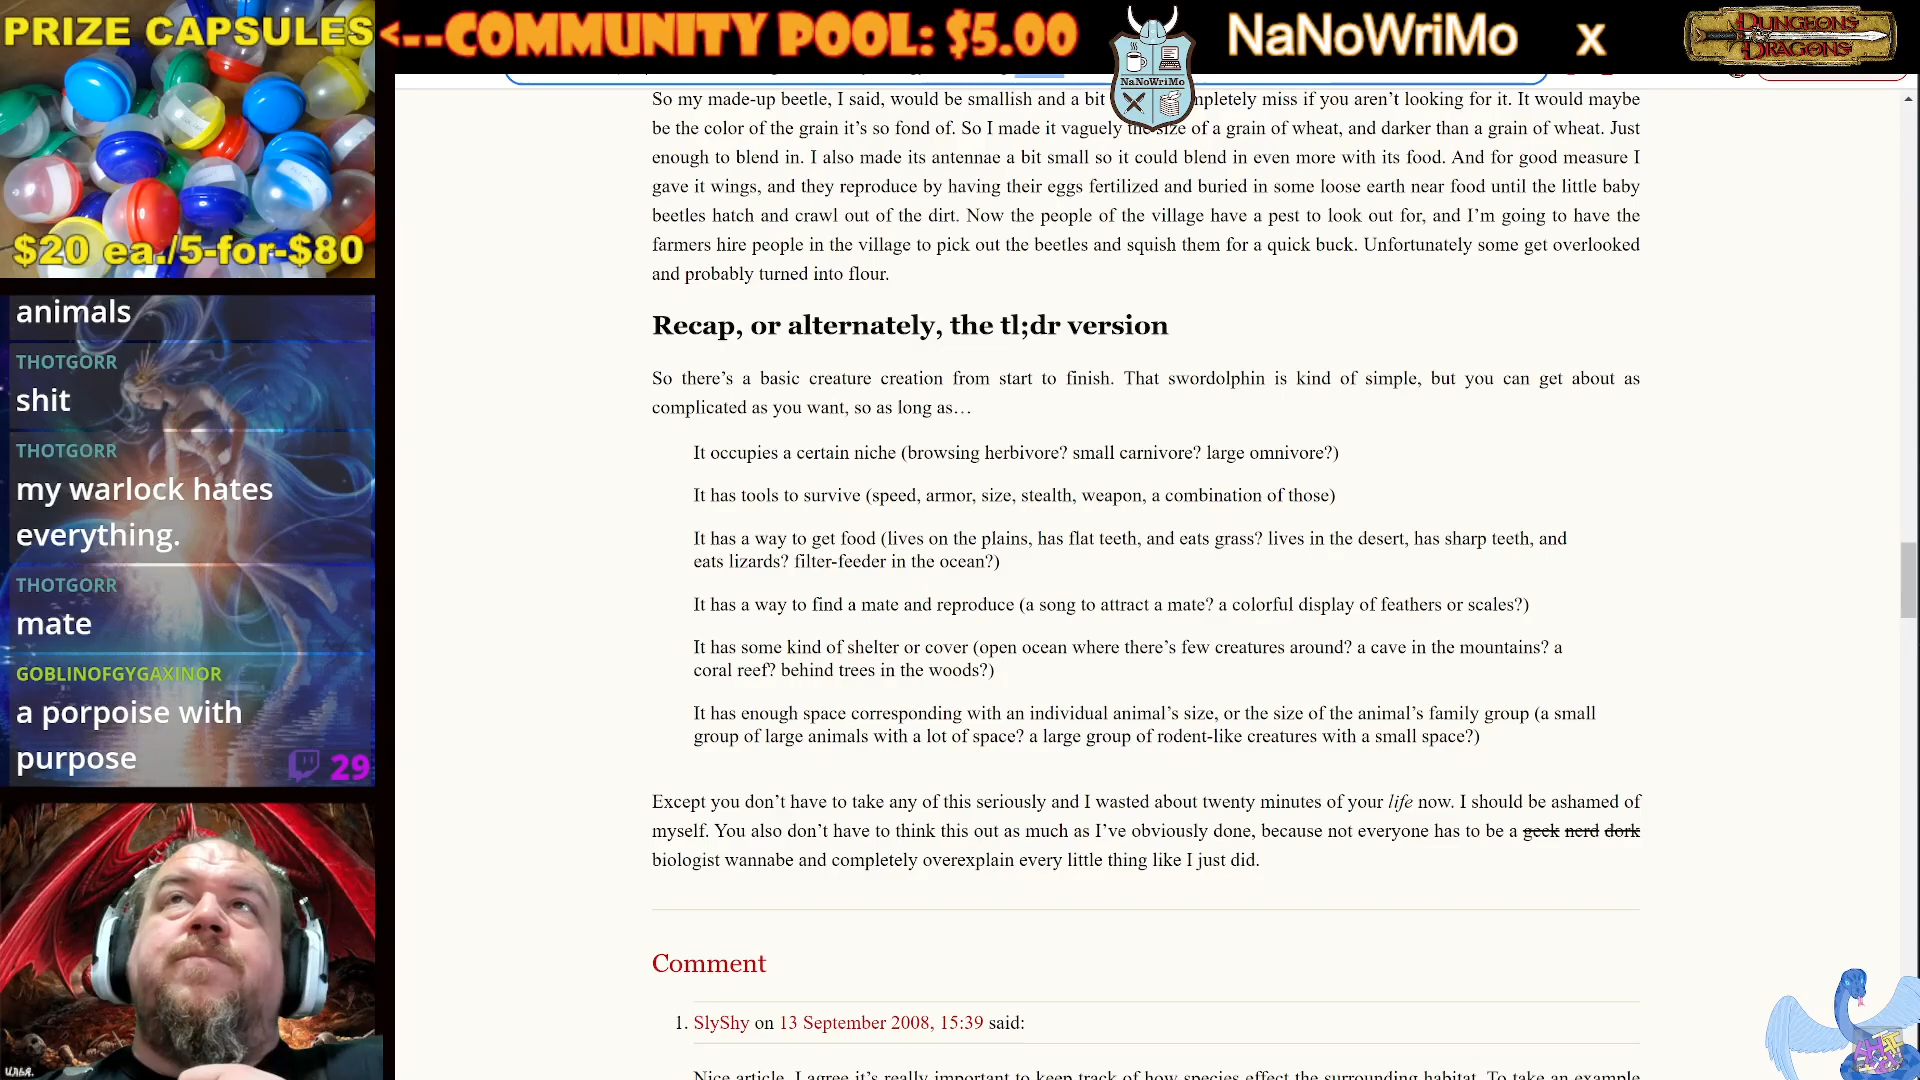 PRIZE CAPSULES
<--COMMUNITY POOL: $5.00
NaNoWriMo
NaNoWriMo x
DUNGEONS & DRAGONS
$20 ea./5-for-$80
animals
THOTGORR
shit
THOTGORR
my warlock hates
everything.
THOTGORR
mate
GOBLINOFGYGAXINOR
a porpoise with
purpose
29
So my made-up beetle, I said, would be smallish and a bit
mpletely miss if you aren't looking for it. It would maybe
be the color of the grain it's so fond of. So I made it vaguely the size of a grain of wheat, and darker than a grain of wheat. Just
enough to blend in. I also made its antennae a bit small so it could blend in even more with its food. And for good measure I
gave it wings, and they reproduce by having their eggs fertilized and buried in some loose earth near food until the little baby
beetles hatch and crawl out of the dirt. Now the people of the village have a pest to look out for, and I'm going to have the
farmers hire people in the village to pick out the beetles and squish them for a quick buck. Unfortunately some get overlooked
and probably turned into flour.
Recap, or alternately, the tl;dr version
So there's a basic creature creation from start to finish. That swordolphin is kind of simple, but you can get about as
complicated as you want, so as long as…
It occupies a certain niche (browsing herbivore? small carnivore? large omnivore?)
It has tools to survive (speed, armor, size, stealth, weapon, a combination of those)
It has a way to get food (lives on the plains, has flat teeth, and eats grass? lives in the desert, has sharp teeth, and
eats lizards? filter-feeder in the ocean?)
It has a way to find a mate and reproduce (a song to attract a mate? a colorful display of feathers or scales?)
It has some kind of shelter or cover (open ocean where there's few creatures around? a cave in the mountains? a
coral reef? behind trees in the woods?)
It has enough space corresponding with an individual animal's size, or the size of the animal's family group (a small
group of large animals with a lot of space? a large group of rodent-like creatures with a small space?)
Except you don't have to take any of this seriously and I wasted about twenty minutes of your life now. I should be ashamed of
myself. You also don't have to think this out as much as I've obviously done, because not everyone has to be a geek nerd dork
biologist wannabe and completely overexplain every little thing like I just did.
Comment
1. SlyShy on 13 September 2008, 15:39 said:
Nice article. I agree it's really important to keep track of how species effect the surrounding habitat. To take an example